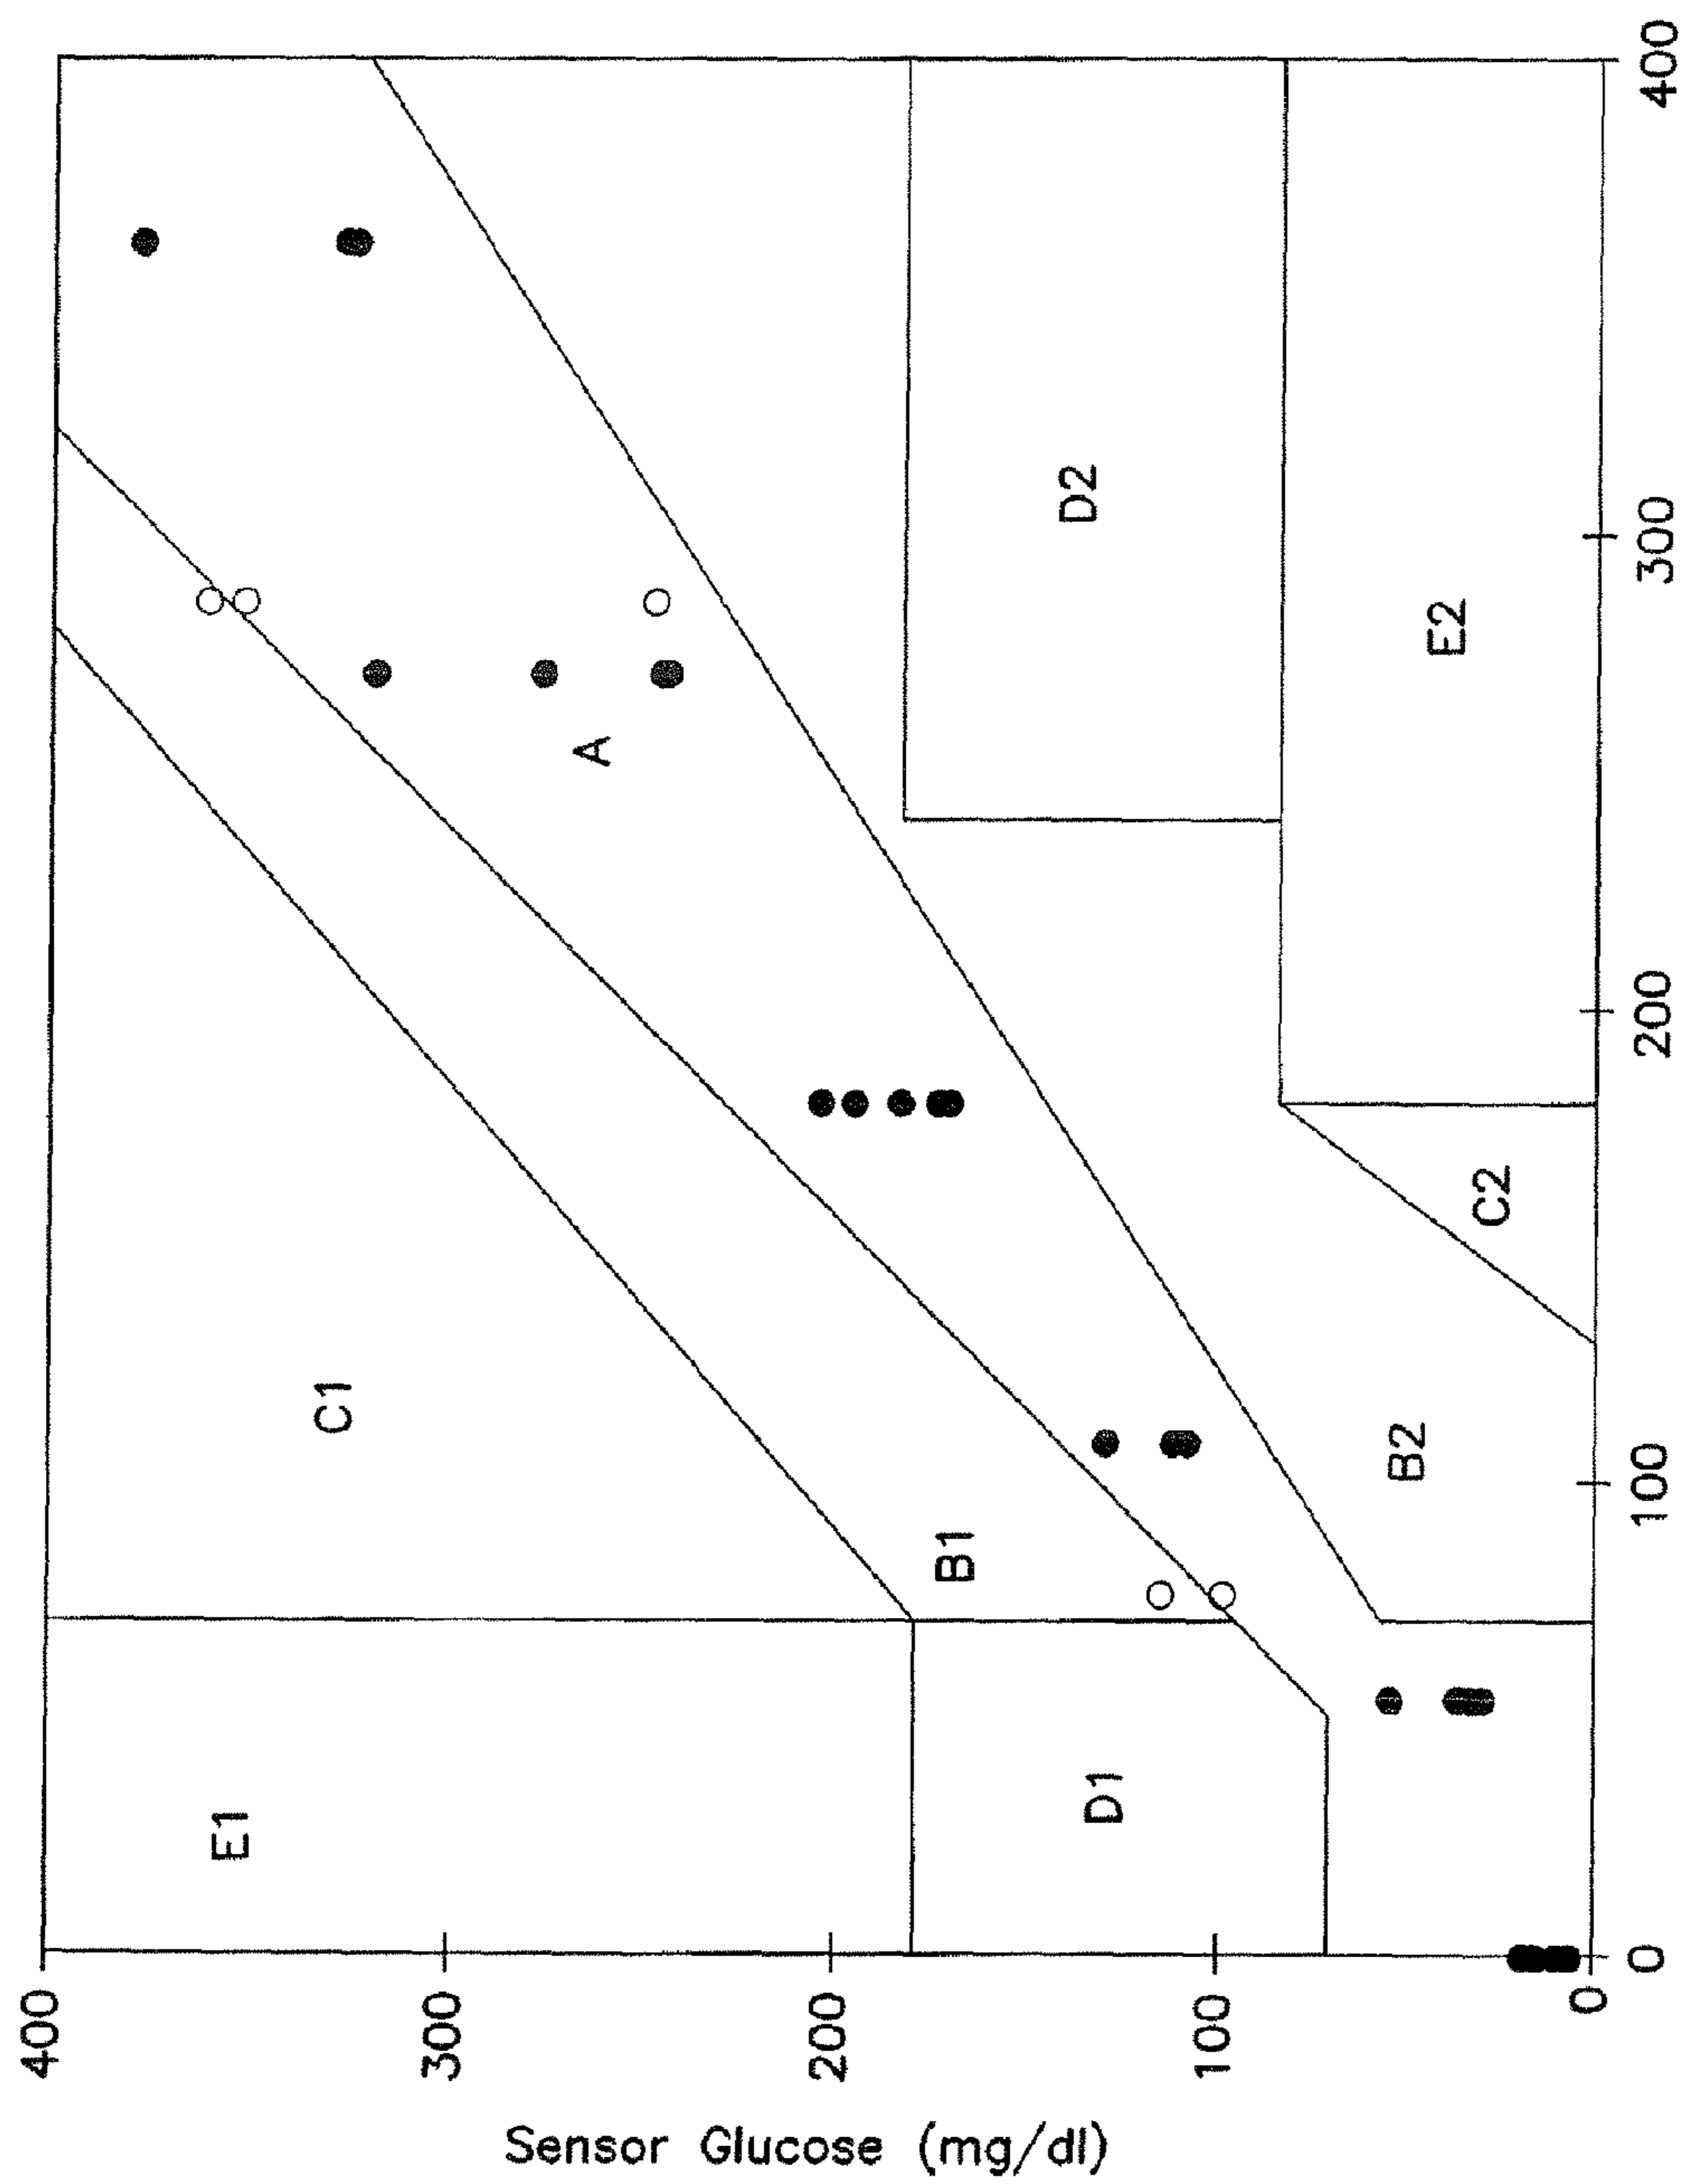 Sensor Glucose (mg/dl)
400
300
200
100
0
0
100
200
300
400
E1
D1
C1
B1
B2
A
C2
D2
E2